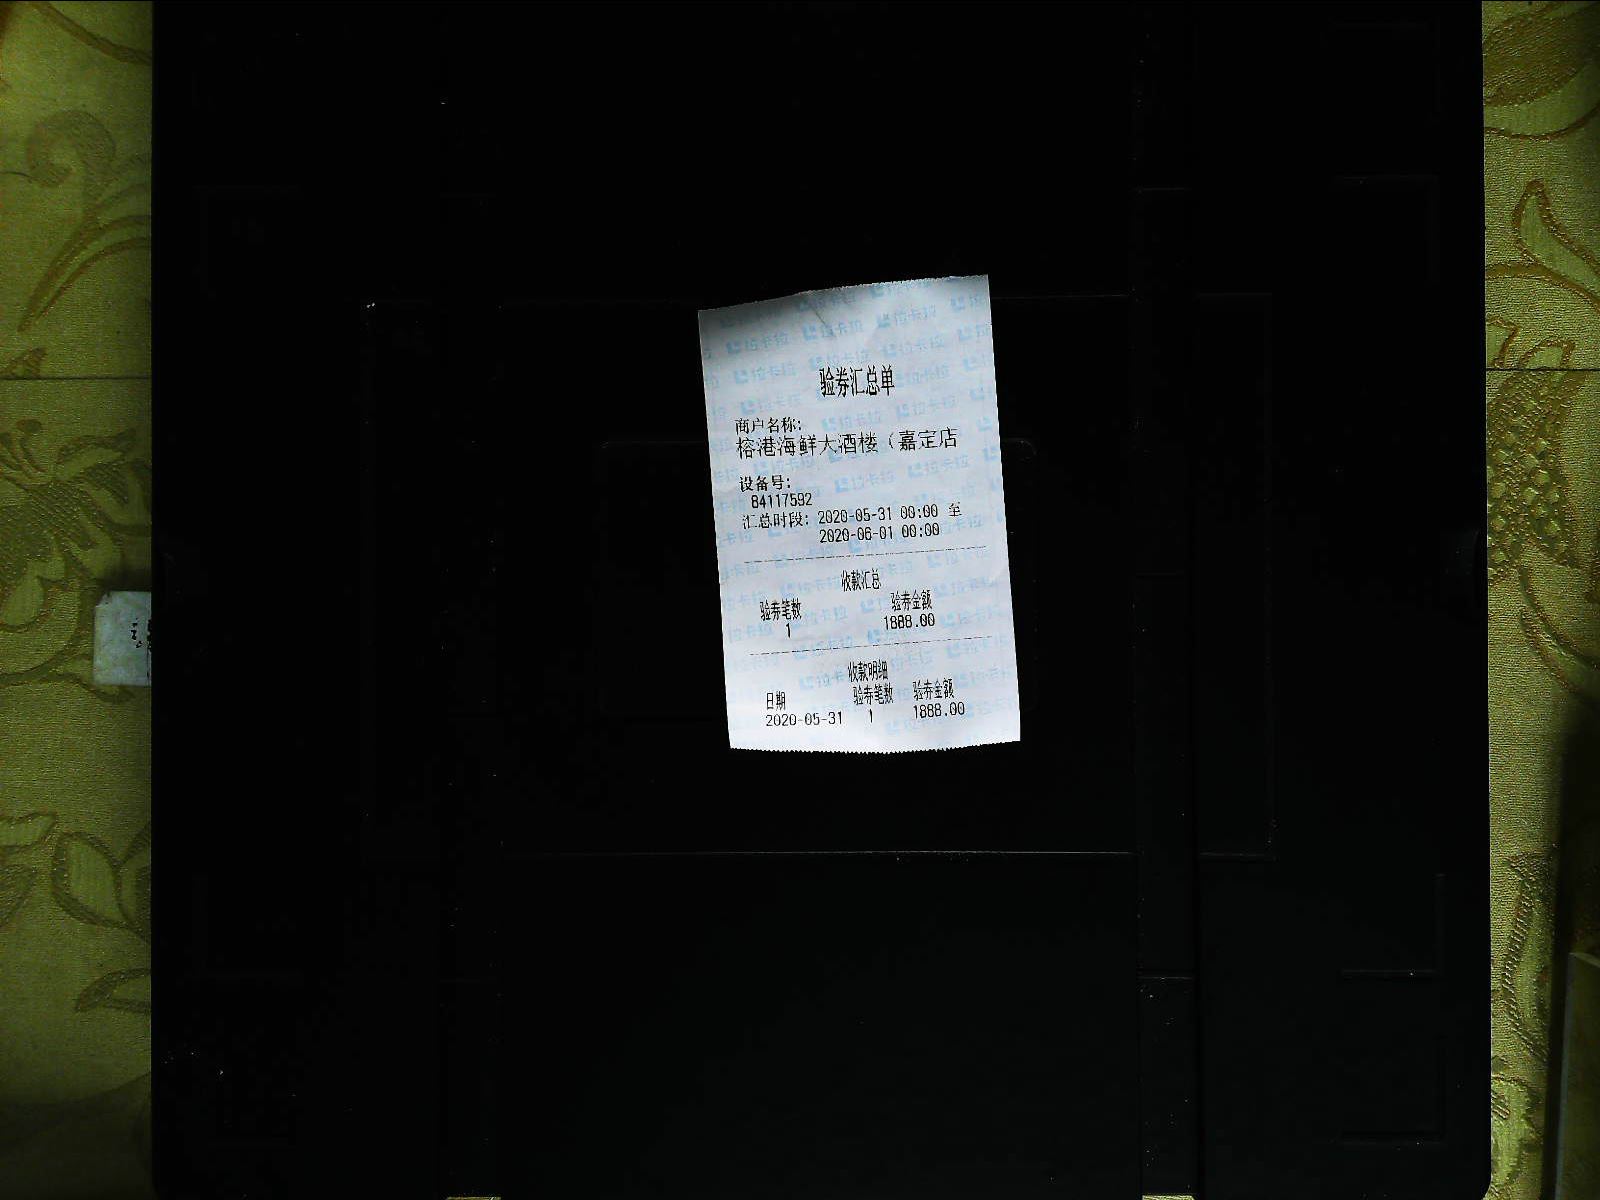 验券汇总单
商户名称:
榕港海鲜大酒楼（嘉定店
设备号:
84117592
汇总时段: 2020-05-31 00:00 至
2020-06-01 00:00
收款汇总
验券笔数 验券金额
1 1888.00
收款明细
日期 验券笔数 验券金额
2020-05-31 1 1888.00